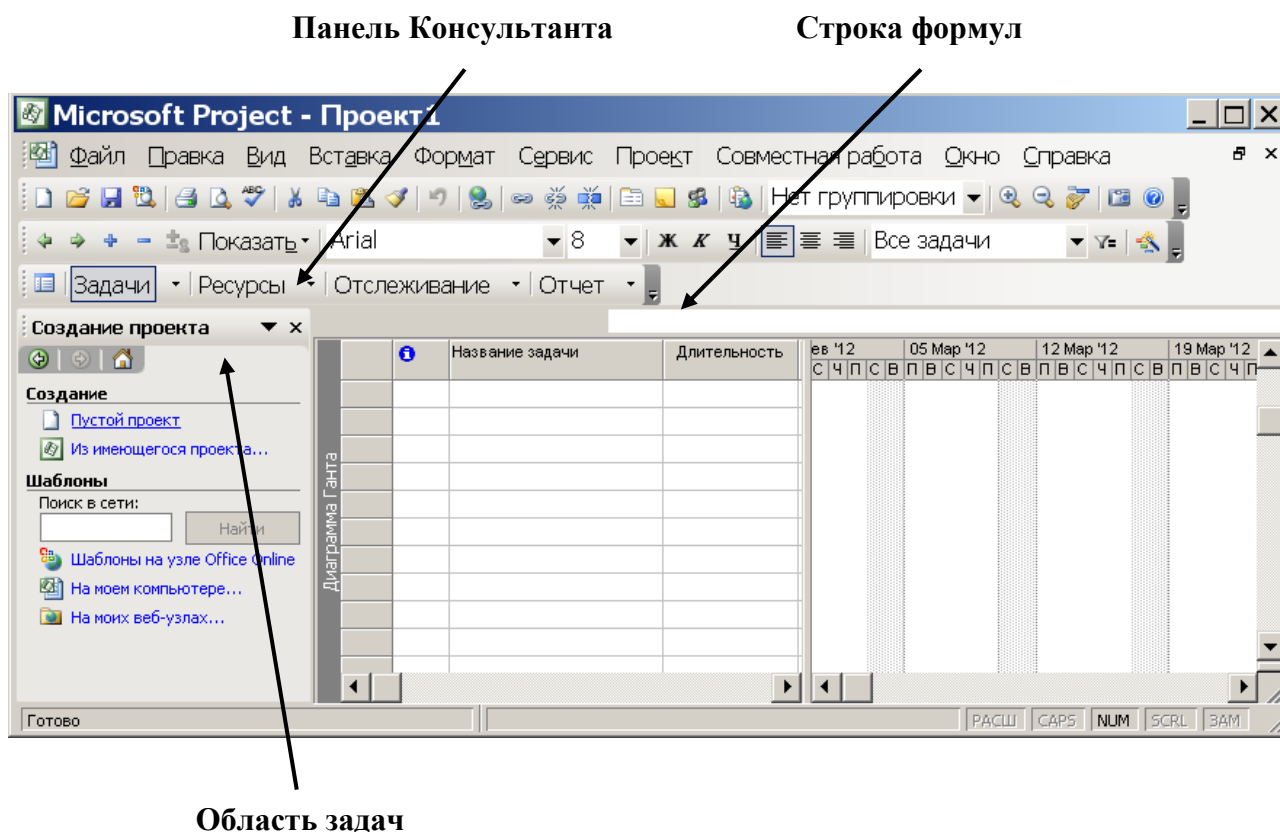 Панель Консультанта Строка формул
Microsoft Project - Проект1
Файл Правка Вид Вставка Формат Сервис Проект Совместная работа Окно Справка
Нет группировки
Показать Arial 8 Ж К Ч Все задачи
Задачи Ресурсы Отслеживание Отчет
Создание проекта
Название задачи Длительность ев '12 05 Мар '12 12 Мар '12 19 Мар '12
С Ч П С В П В С Ч П С В П В С Ч П С В П В С Ч П
Создание
Пустой проект
Из имеющегося проекта...
Шаблоны
Поиск в сети:
Найти
Шаблоны на узле Office Online
На моем компьютере...
На моих веб-узлах...
Диаграмма Ганта
Готово РАСШ CAPS NUM SCRL ЗАМ
Область задач